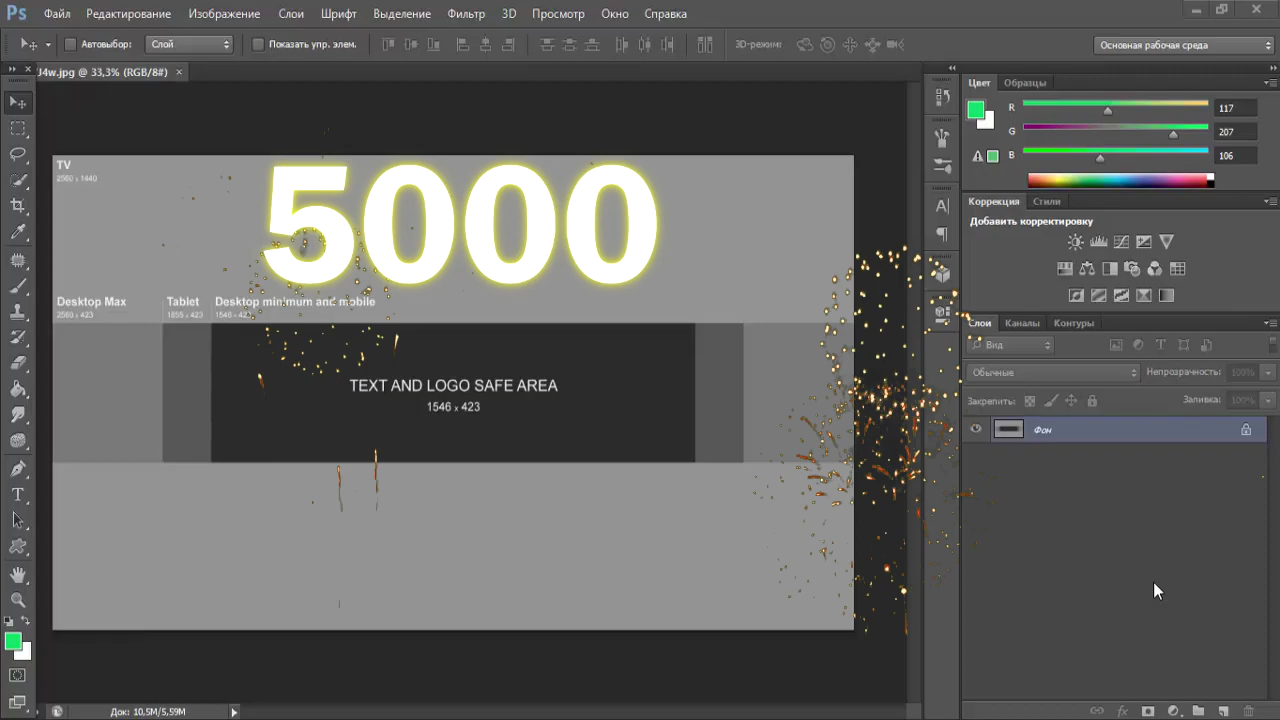 Ps Файл Редактирование Изображение Слои Шрифт Выделение Фильтр 3D Просмотр Окно Справка
Автовыбор: Слой Показать упр. элем. 3D-режим: Основная рабочая среда
J4w.jpg @ 33,3% (RGB/8#) ×
Цвет Образцы
R 117
G 207
B 106
Коррекция Стили
Добавить корректировку
Слои Каналы Контуры
Вид
Обычные Непрозрачность: 100%
Закрепить: Заливка: 100%
Фон
TV
2560 x 1440
5000
Desktop Max Tablet Desktop minimum and mobile
2560 x 423 1855 x 423 1546 x 423
TEXT AND LOGO SAFE AREA
1546 x 423
Док: 10,5M/5,59M